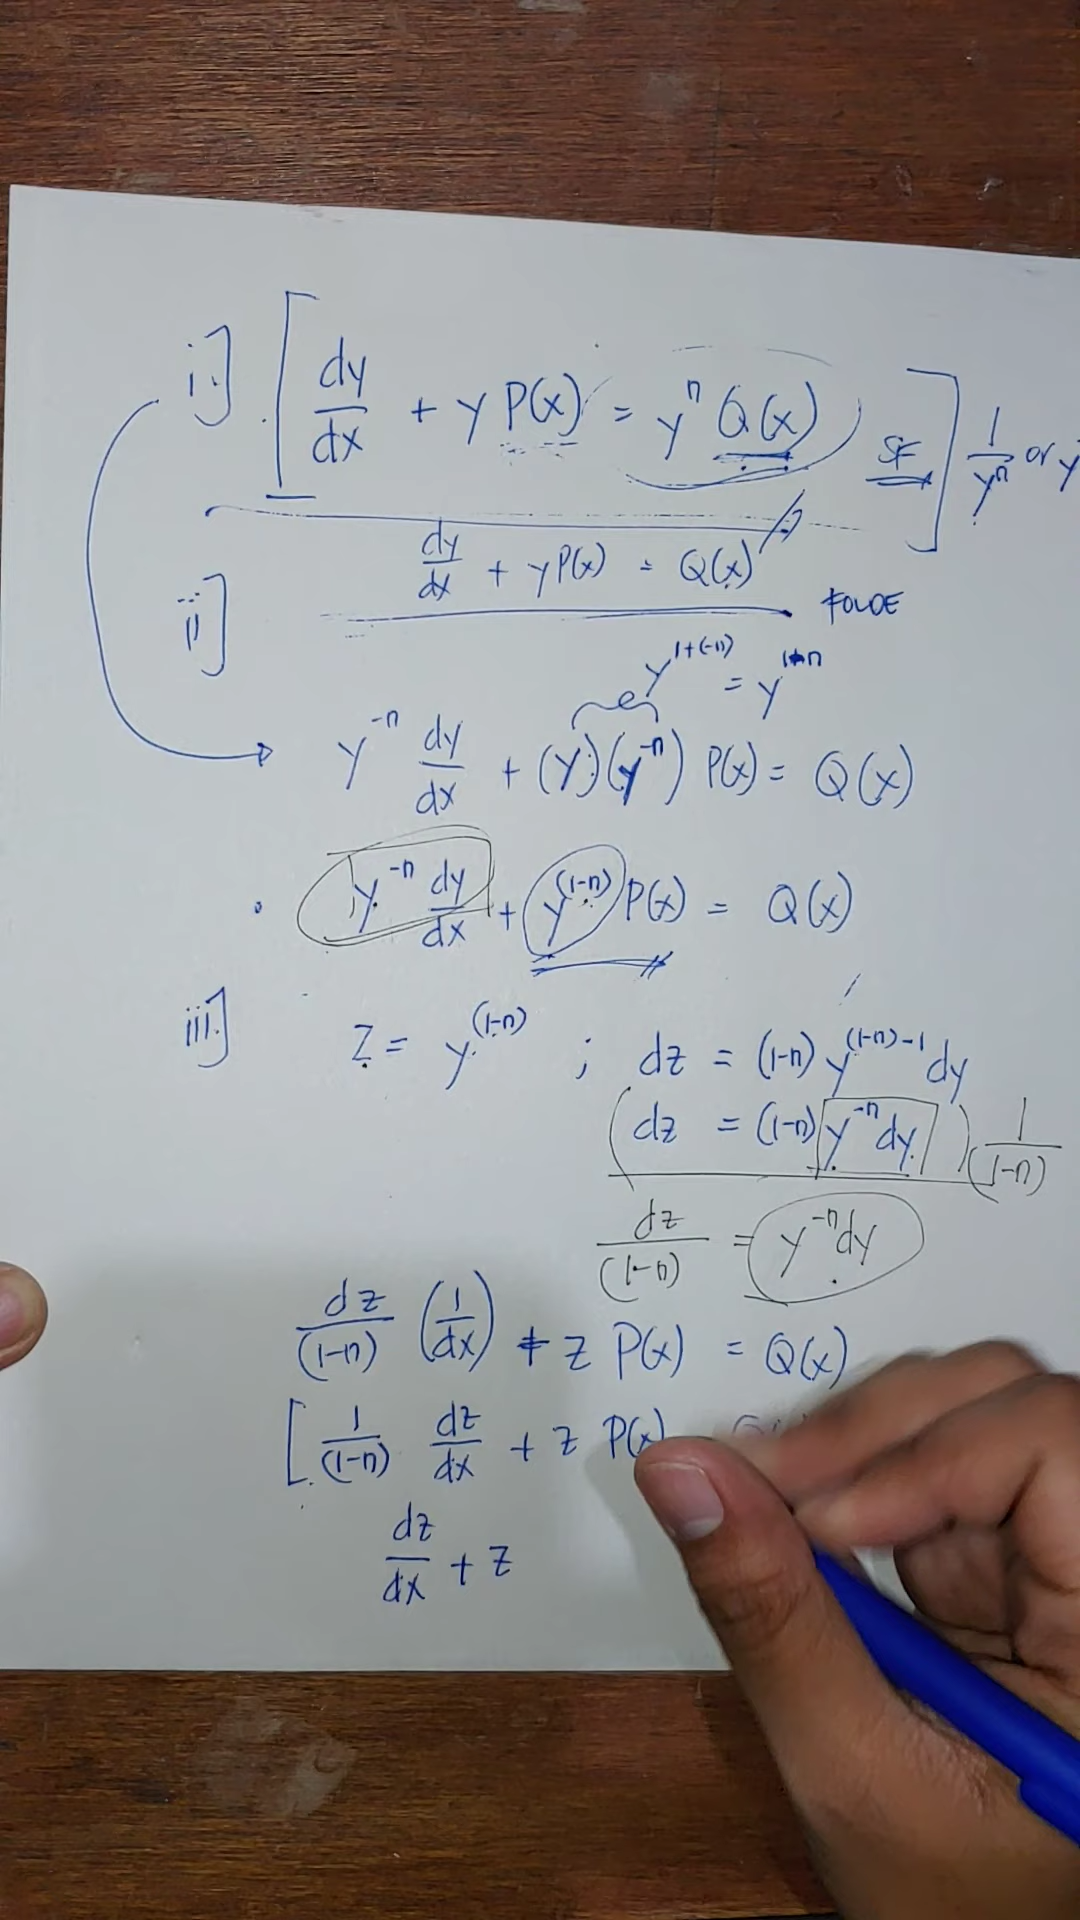 i.] [ dy/dx + y P(x) = yⁿ Q(x) SF ] 1/yⁿ or y
ii] dy/dx + yP(x) = Q(x) FOLDE
y^(1+(-n)) = y^(1-n)
y^(-n) dy/dx + (y)(y^(-n)) P(x) = Q(x)
y^(-n) dy/dx + y^((1-n)) P(x) = Q(x)
iii.] Z = y^((1-n)) ; dz = (1-n) y^((1-n)-1) dy
(dz = (1-n) y^(-n) dy) 1/(1-n)
dz/(1-n) = y^(-n) dy
dz/(1-n) (1/dx) + z P(x) = Q(x)
[ 1/(1-n) dz/dx + z P(x)
dz/dx + z